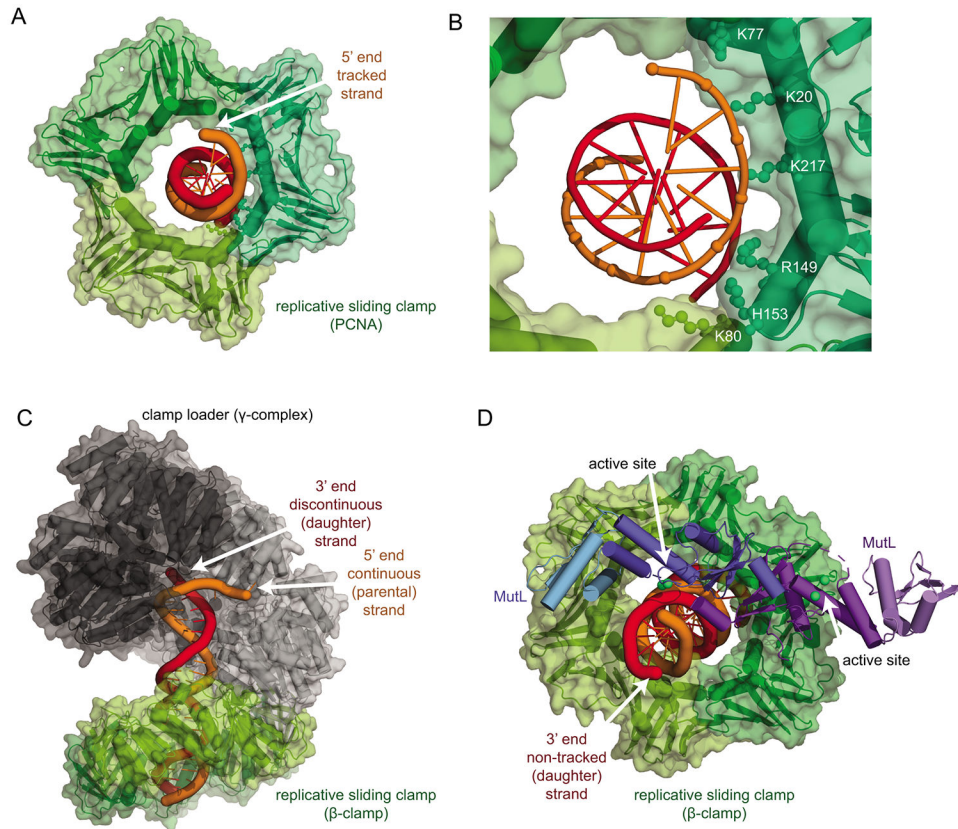 A
5’ end
tracked
strand
replicative sliding clamp
(PCNA)
B
K77
K20
K217
R149
H153
K80
C
clamp loader (γ-complex)
3’ end
discontinuous
(daughter)
strand
5’ end
continuous
(parental)
strand
replicative sliding clamp
(β-clamp)
D
active site
MutL
MutL
active site
3’ end
non-tracked
(daughter)
strand
replicative sliding clamp
(β-clamp)